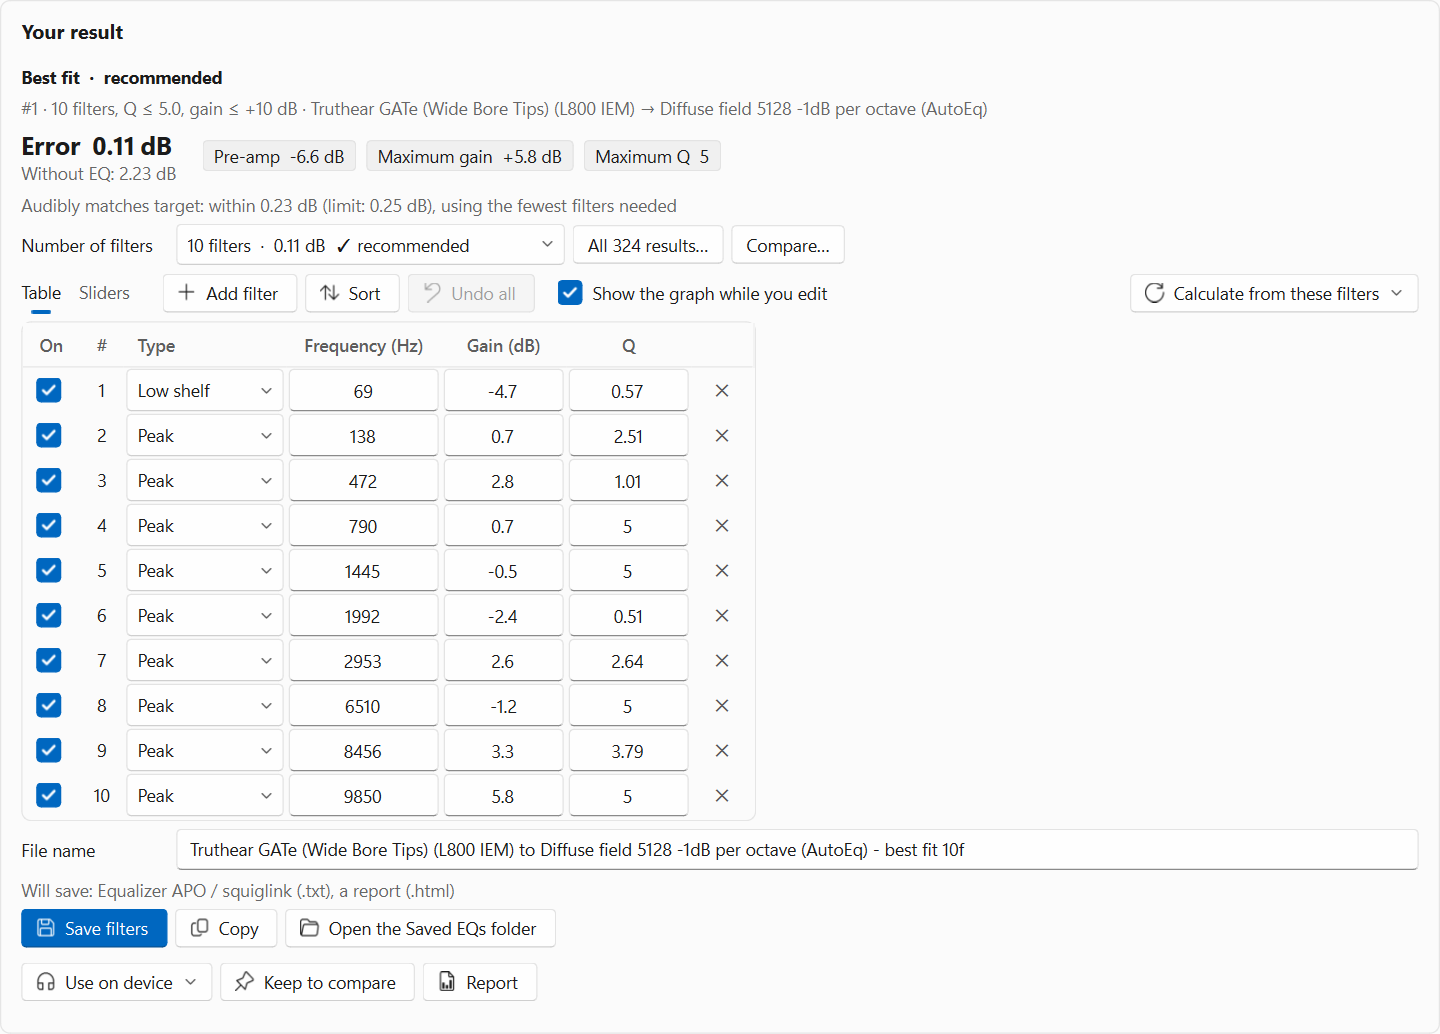 Your result
Best fit · recommended
#1 · 10 filters, Q ≤ 5.0, gain ≤ +10 dB · Truthear GATe (Wide Bore Tips) (L800 IEM) → Diffuse field 5128 -1dB per octave (AutoEq)
Error 0.11 dB
Without EQ: 2.23 dB
Pre-amp -6.6 dB
Maximum gain +5.8 dB
Maximum Q 5
Audibly matches target: within 0.23 dB (limit: 0.25 dB), using the fewest filters needed
Number of filters 10 filters · 0.11 dB ✓ recommended All 324 results... Compare...
Table Sliders Add filter Sort Undo all Show the graph while you edit Calculate from these filters
On # Type Frequency (Hz) Gain (dB) Q
1 Low shelf 69 -4.7 0.57
2 Peak 138 0.7 2.51
3 Peak 472 2.8 1.01
4 Peak 790 0.7 5
5 Peak 1445 -0.5 5
6 Peak 1992 -2.4 0.51
7 Peak 2953 2.6 2.64
8 Peak 6510 -1.2 5
9 Peak 8456 3.3 3.79
10 Peak 9850 5.8 5
File name Truthear GATe (Wide Bore Tips) (L800 IEM) to Diffuse field 5128 -1dB per octave (AutoEq) - best fit 10f
Will save: Equalizer APO / squiglink (.txt), a report (.html)
Save filters Copy Open the Saved EQs folder
Use on device Keep to compare Report